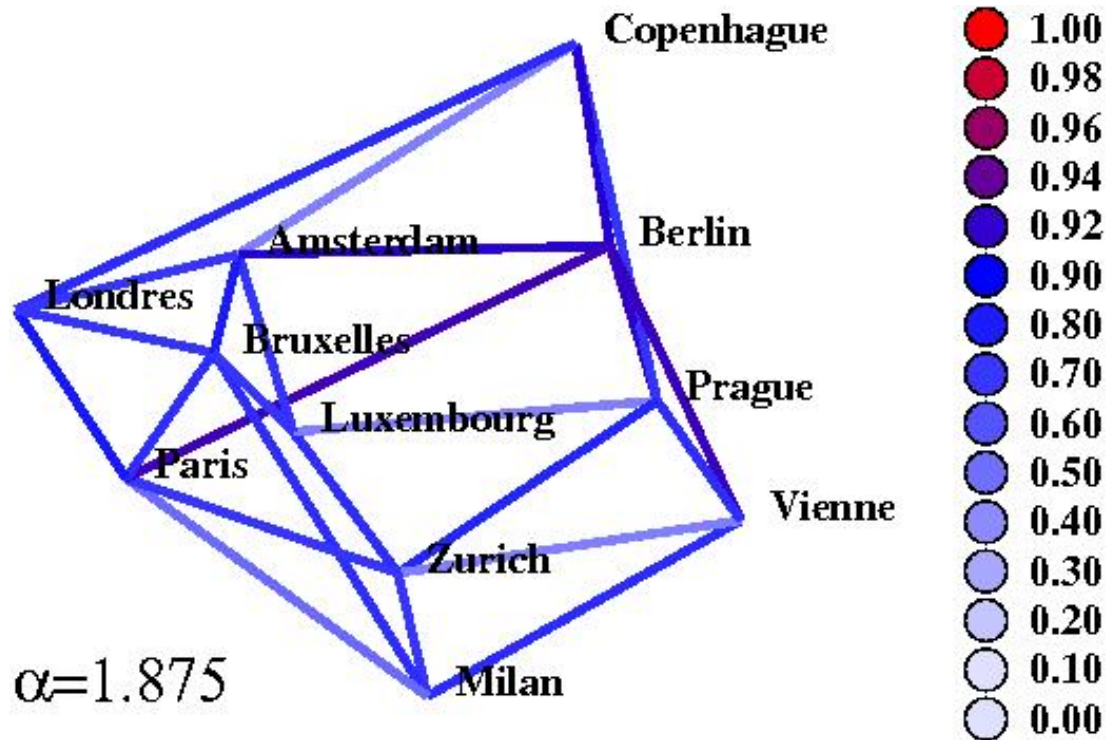 Copenhague
Amsterdam
Berlin
Londres
Bruxelles
Prague
Luxembourg
Paris
Vienne
Zurich
Milan
α=1.875
1.00
0.98
0.96
0.94
0.92
0.90
0.80
0.70
0.60
0.50
0.40
0.30
0.20
0.10
0.00